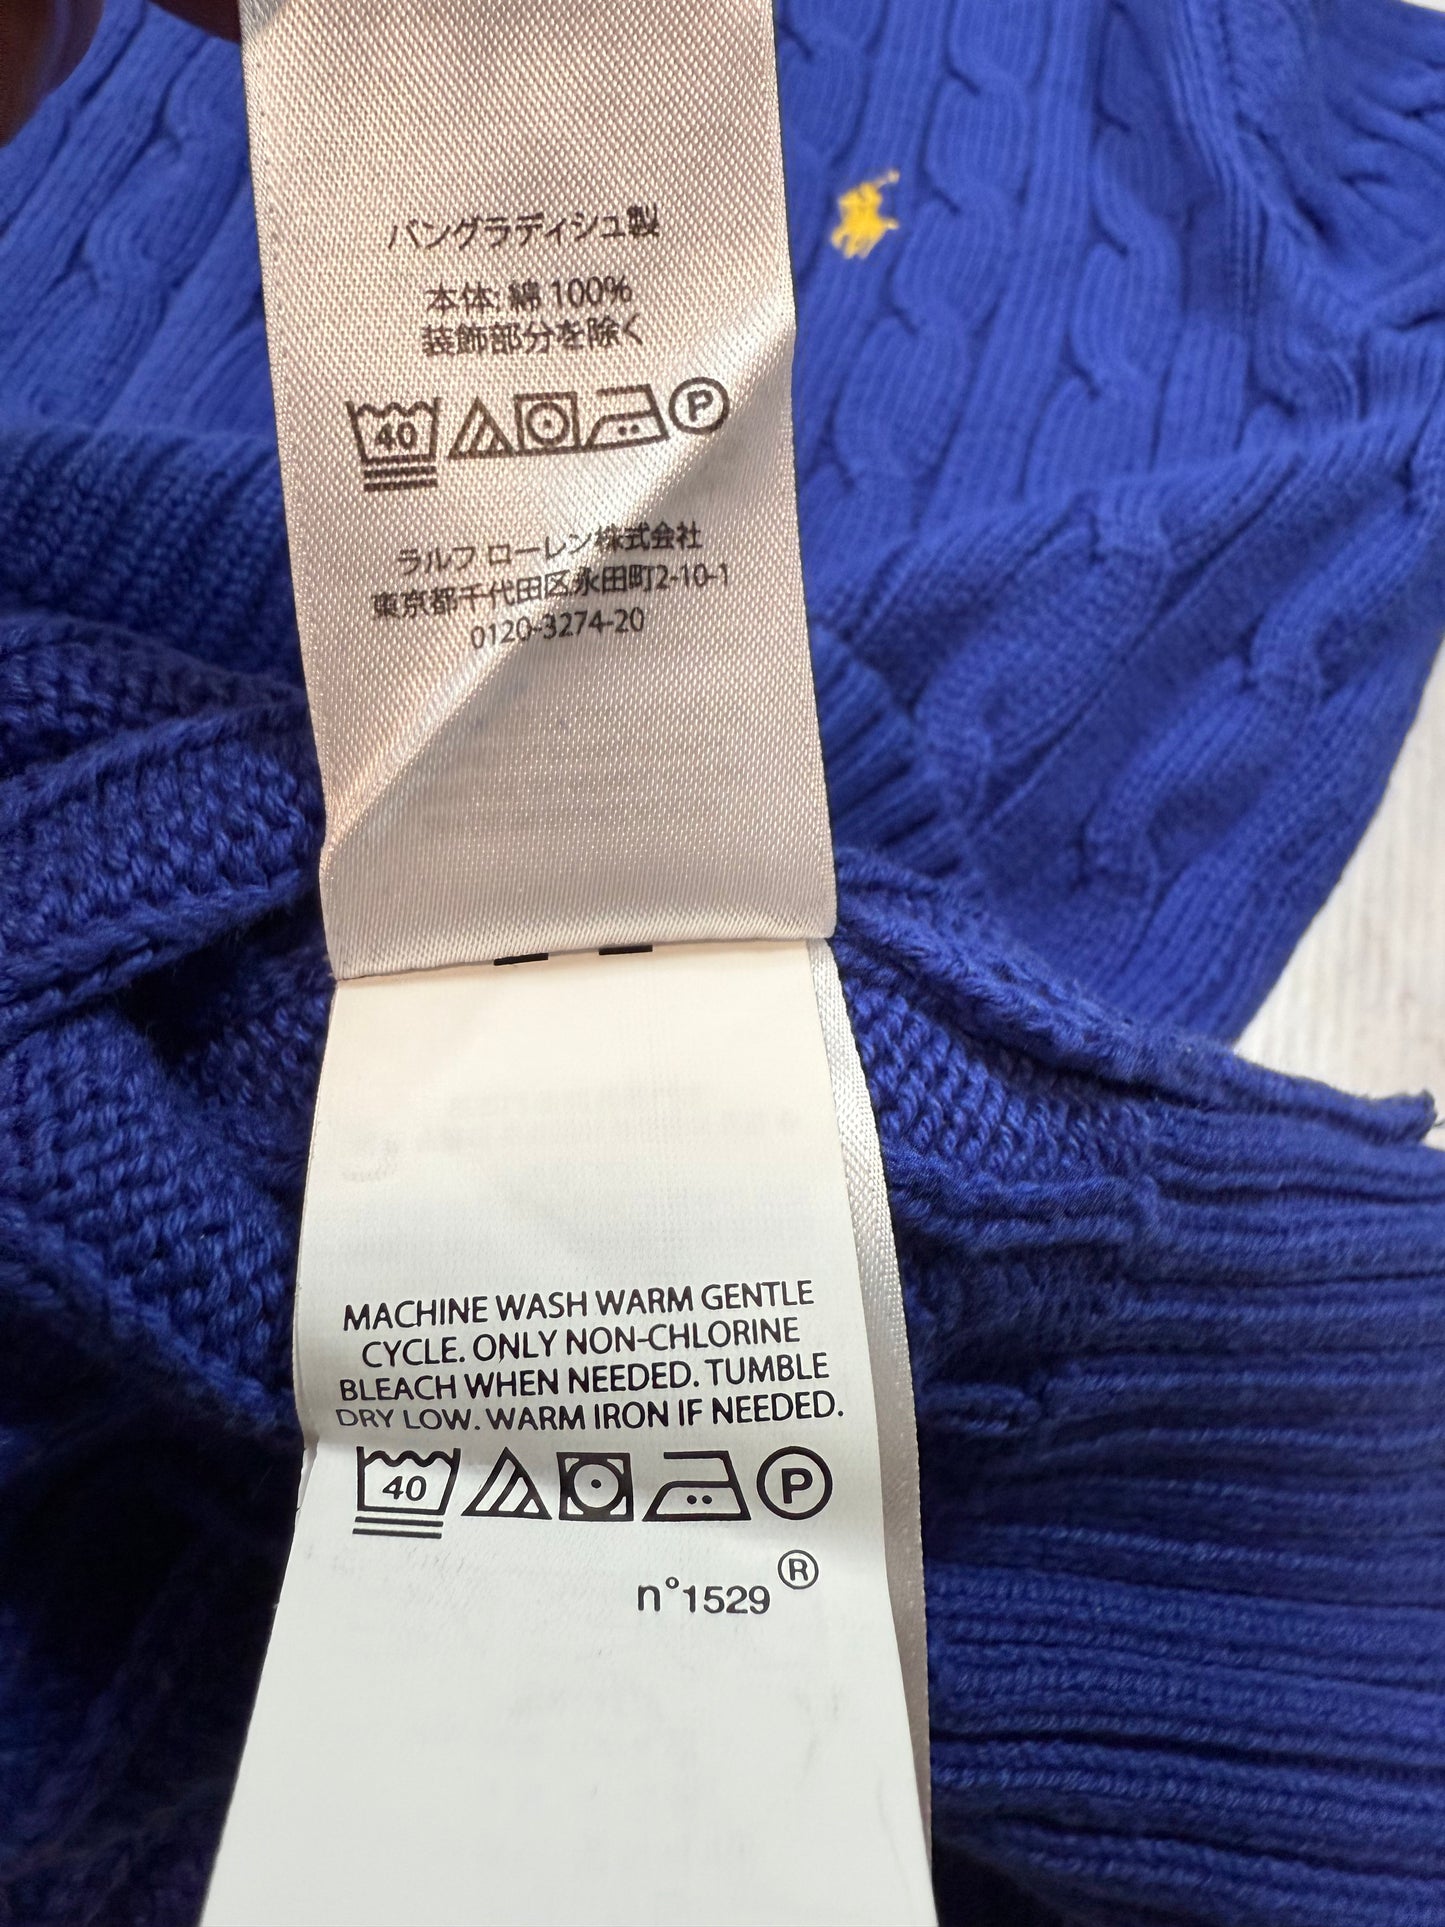 バングラディシュ製
本体: 綿 100%
装飾部分を除く
40 P
ラルフ ローレン株式会社
東京都千代田区永田町2-10-1
0120-3274-20
MACHINE WASH WARM GENTLE
CYCLE. ONLY NON-CHLORINE
BLEACH WHEN NEEDED. TUMBLE
DRY LOW. WARM IRON IF NEEDED.
40 P
n°1529 ®